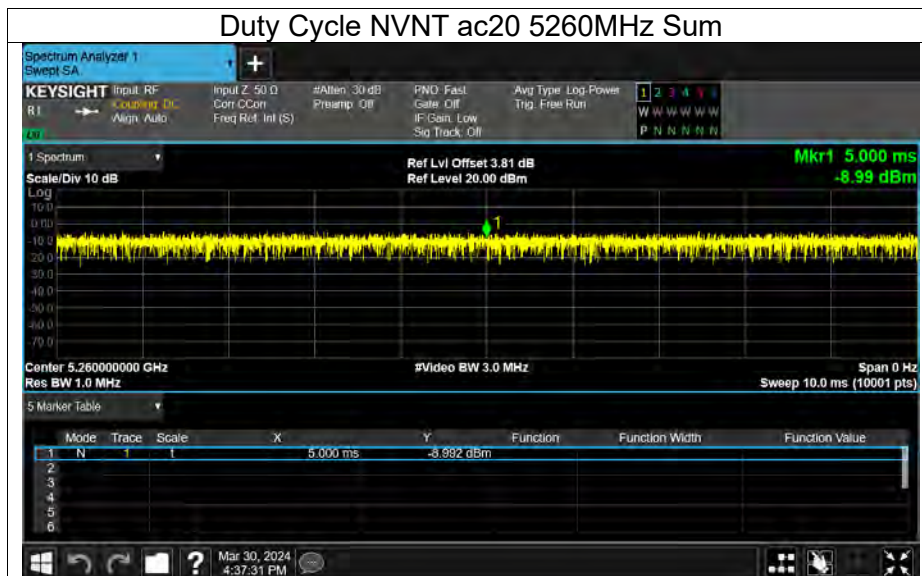 Duty Cycle NVNT ac20 5260MHz Sum
Spectrum Analyzer 1
Swept SA
KEYSIGHT Input: RF Input Z: 50 Ω #Atten: 30 dB PNO: Fast Avg Type: Log-Power 1 2 3 4 5 6
Coupling: DC Corr CCorr Preamp: Off Gate: Off Trig: Free Run W W W W W W
Align: Auto Freq Ref: Int (S) IF Gain: Low P N N N N N
Sig Track: Off
1 Spectrum
Ref Lvl Offset 3.81 dB
Mkr1 5.000 ms
Scale/Div 10 dB
Ref Level 20.00 dBm
-8.99 dBm
Log
10.0
0.00
1
-10.0
-20.0
-30.0
-40.0
-50.0
-60.0
-70.0
Center 5.260000000 GHz
#Video BW 3.0 MHz
Span 0 Hz
Res BW 1.0 MHz
Sweep 10.0 ms (10001 pts)
5 Marker Table
Mode Trace Scale X Y Function Function Width Function Value
1 N 1 t 5.000 ms -8.992 dBm
2
3
4
5
6
?
Mar 30, 2024
4:37:31 PM